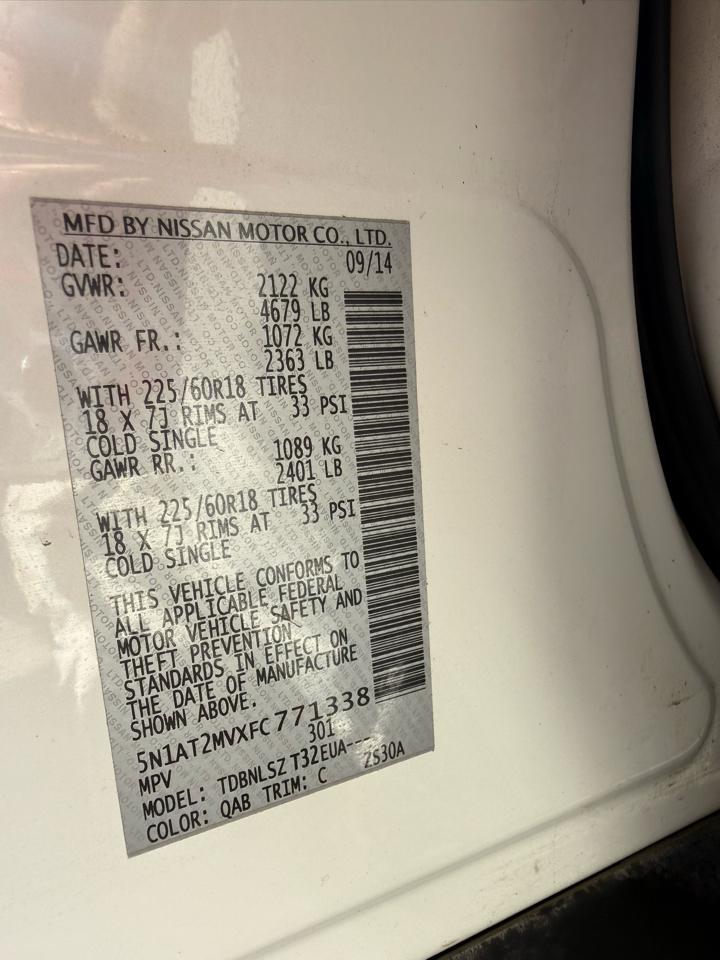 MFD BY NISSAN MOTOR CO., LTD.
DATE: 09/14
GVWR: 2122 KG
4679 LB
GAWR FR.: 1072 KG
2363 LB
WITH 225/60R18 TIRES
18 X 7J RIMS AT 33 PSI
COLD SINGLE
GAWR RR.: 1089 KG
2401 LB
WITH 225/60R18 TIRES
18 X 7J RIMS AT 33 PSI
COLD SINGLE
THIS VEHICLE CONFORMS TO
ALL APPLICABLE FEDERAL
MOTOR VEHICLE SAFETY AND
THEFT PREVENTION
STANDARDS IN EFFECT ON
THE DATE OF MANUFACTURE
SHOWN ABOVE.
5N1AT2MVXFC771338
MPV 301
MODEL: TDBNLSZ T32EUA---
COLOR: QAB TRIM: C ZS30A